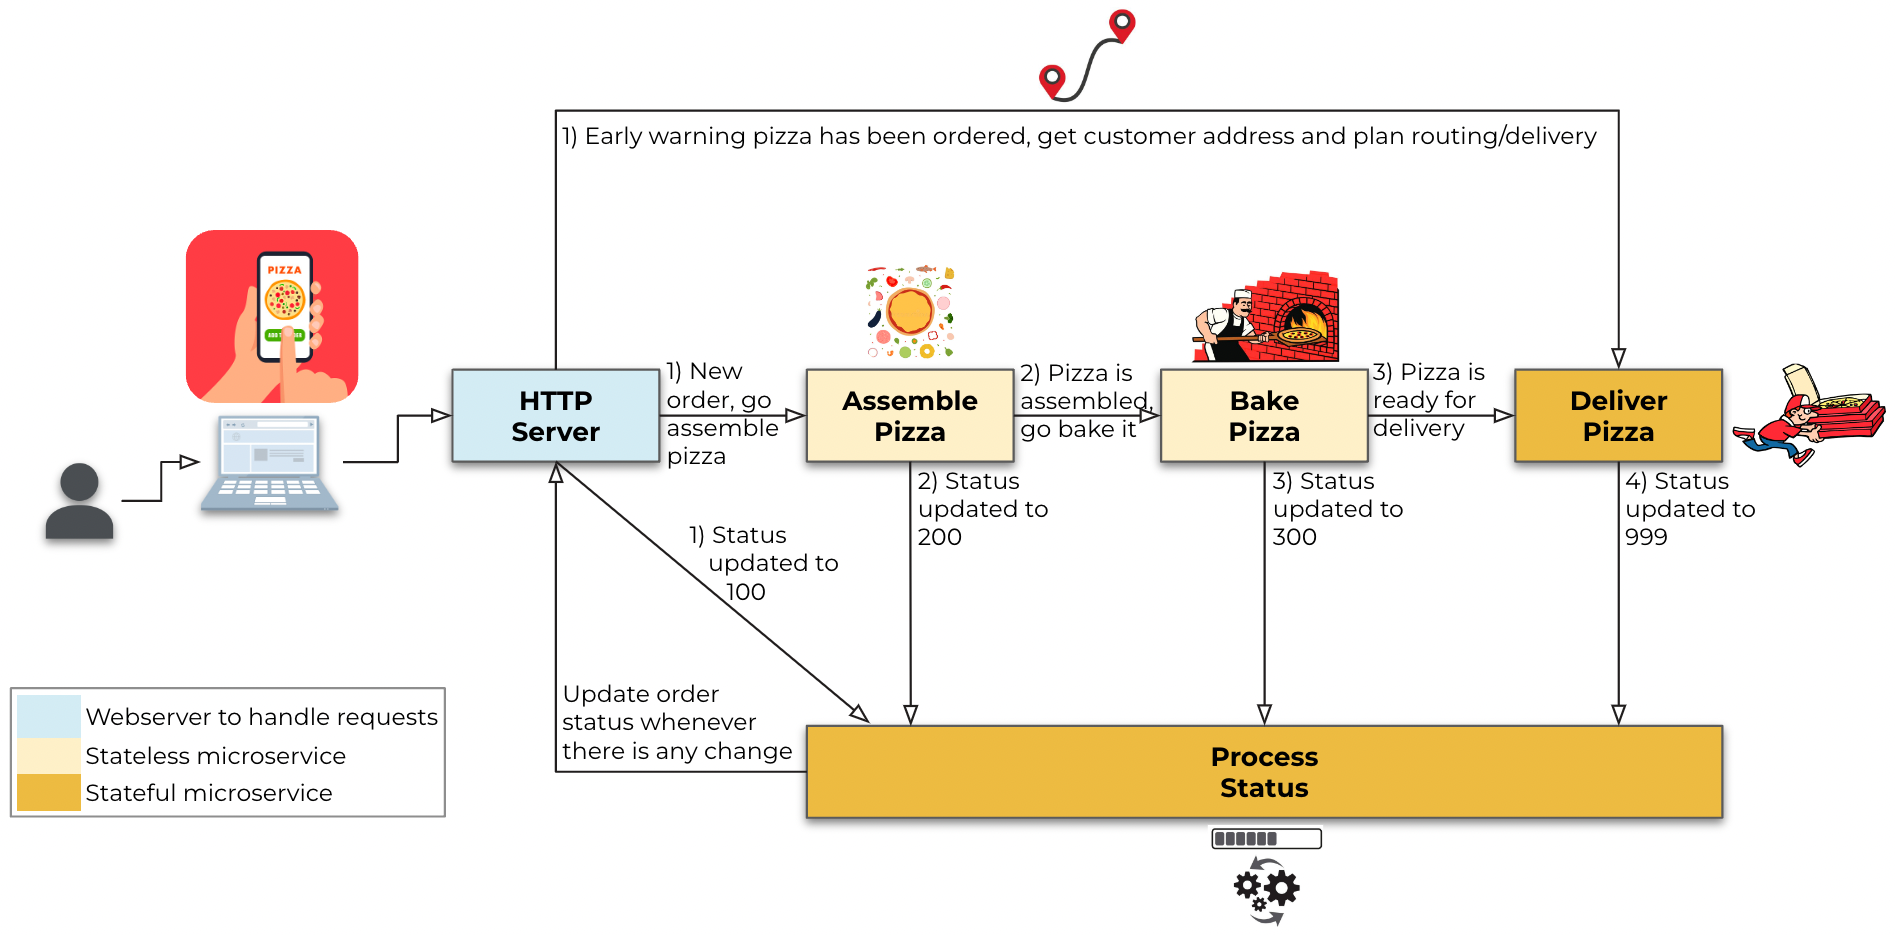 1) Early warning pizza has been ordered, get customer address and plan routing/delivery
PIZZA
HTTP
Server
1) New
order, go
assemble
pizza
Assemble
Pizza
2) Pizza is
assembled,
go bake it
Bake
Pizza
3) Pizza is
ready for
delivery
Deliver
Pizza
1) Status
updated to
100
2) Status
updated to
200
3) Status
updated to
300
4) Status
updated to
999
Update order
status whenever
there is any change
Process
Status
Webserver to handle requests
Stateless microservice
Stateful microservice